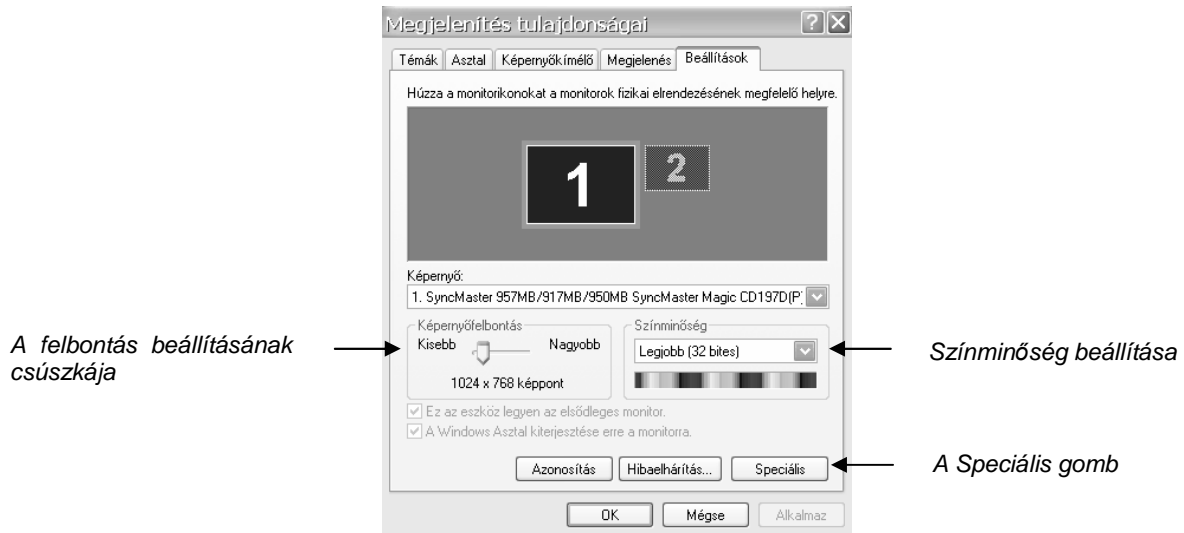 Megjelenítés tulajdonságai
Témák Asztal Képernyőkímélő Megjelenés Beállítások
Húzza a monitorikonokat a monitorok fizikai elrendezésének megfelelő helyre.
1 2
Képernyő:
1. SyncMaster 957MB/917MB/950MB SyncMaster Magic CD197D(P)
Képernyőfelbontás
Kisebb Nagyobb
1024 x 768 képpont
Színminőség
Legjobb (32 bites)
Ez az eszköz legyen az elsődleges monitor.
A Windows Asztal kiterjesztése erre a monitorra.
Azonosítás Hibaelhárítás... Speciális
OK Mégse Alkalmaz
A felbontás beállításának
csúszkája
Színminőség beállítása
A Speciális gomb